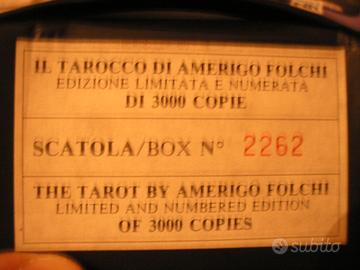 IL TAROCCO DI AMERIGO FOLCHI
EDIZIONE LIMITATA E NUMERATA
DI 3000 COPIE
SCATOLA/BOX N° 2262
THE TAROT BY AMERIGO FOLCHI
LIMITED AND NUMBERED EDITION
OF 3000 COPIES
subito